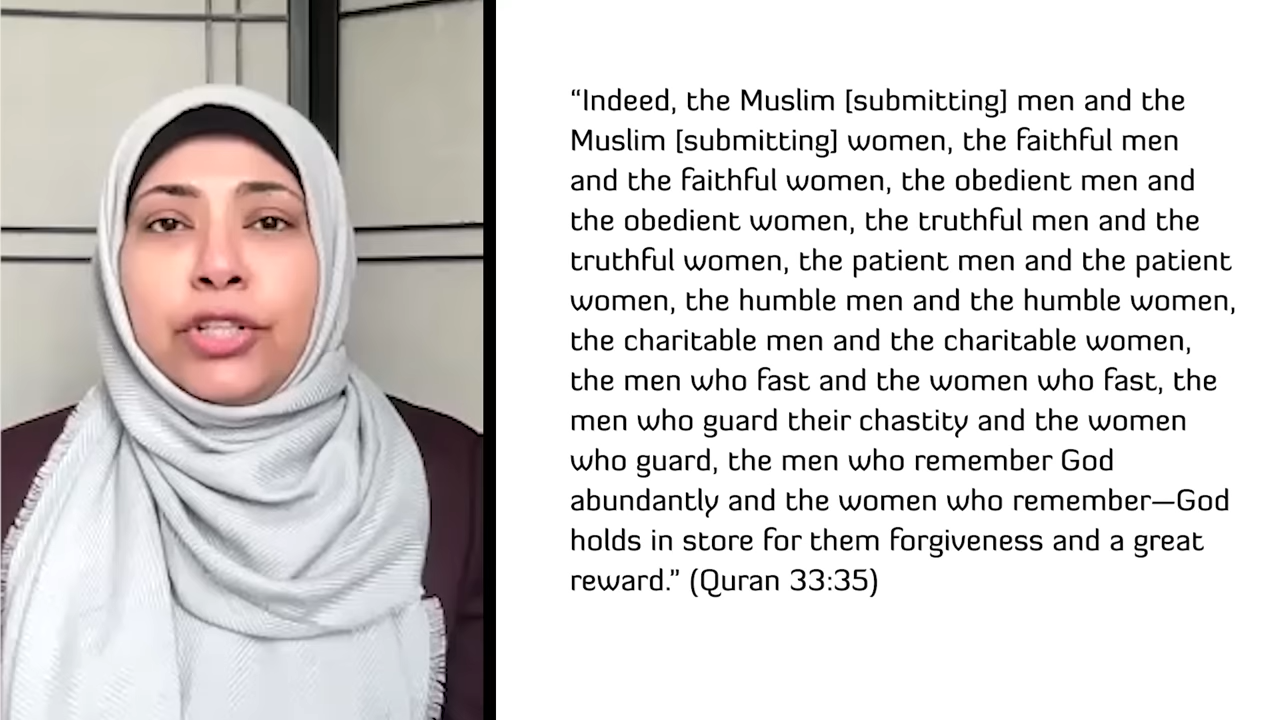 “Indeed, the Muslim [submitting] men and the
Muslim [submitting] women, the faithful men
and the faithful women, the obedient men and
the obedient women, the truthful men and the
truthful women, the patient men and the patient
women, the humble men and the humble women,
the charitable men and the charitable women,
the men who fast and the women who fast, the
men who guard their chastity and the women
who guard, the men who remember God
abundantly and the women who remember—God
holds in store for them forgiveness and a great
reward.” (Quran 33:35)